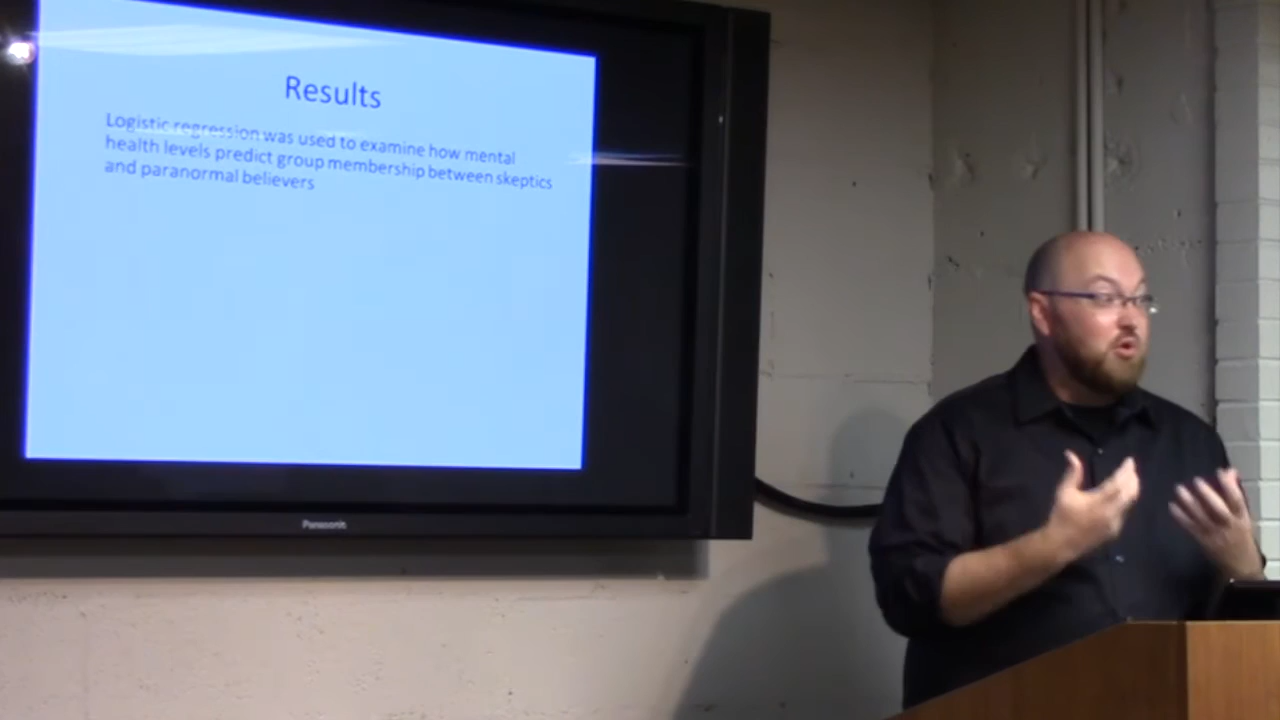 Results
Logistic regression was used to examine how mental
health levels predict group membership between skeptics
and paranormal believers
Panasonic